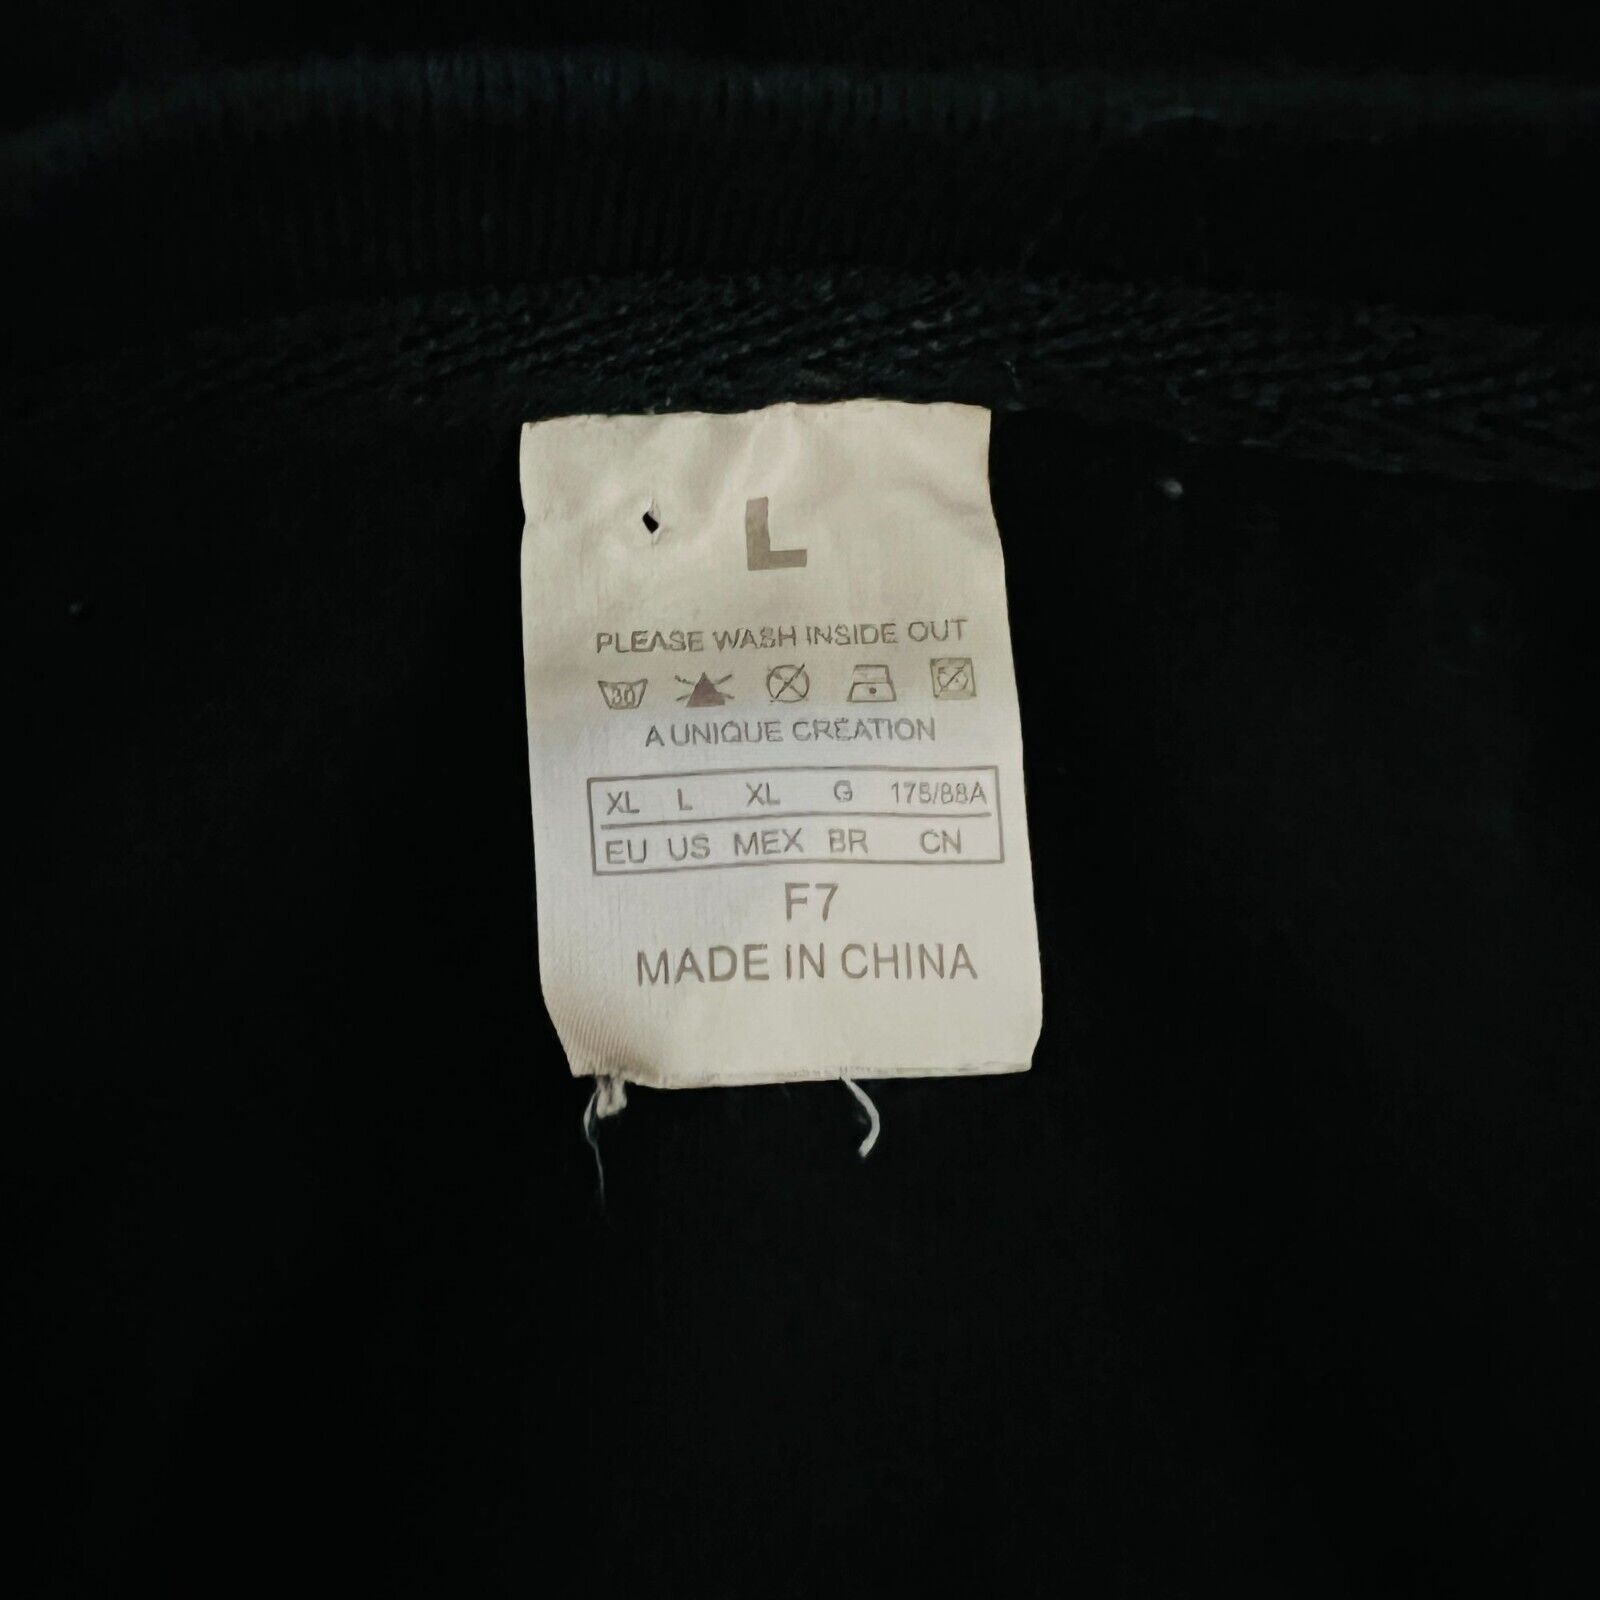 L
PLEASE WASH INSIDE OUT
30
A UNIQUE CREATION
XL L XL G 175/88A
EU US MEX BR CN
F7
MADE IN CHINA